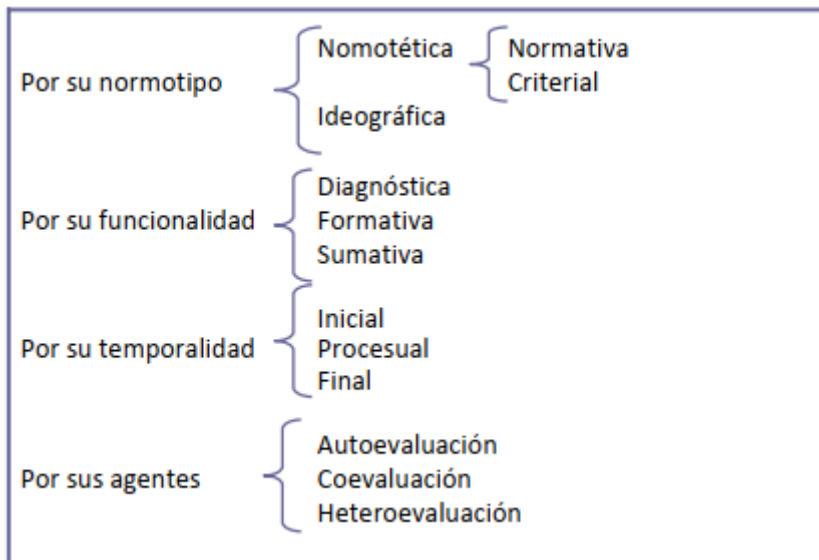 Nomotética
Normativa
Por su normotipo
Criterial
Ideográfica
Diagnóstica
Por su funcionalidad
Formativa
Sumativa
Inicial
Por su temporalidad
Procesual
Final
Autoevaluación
Por sus agentes
Coevaluación
Heteroevaluación